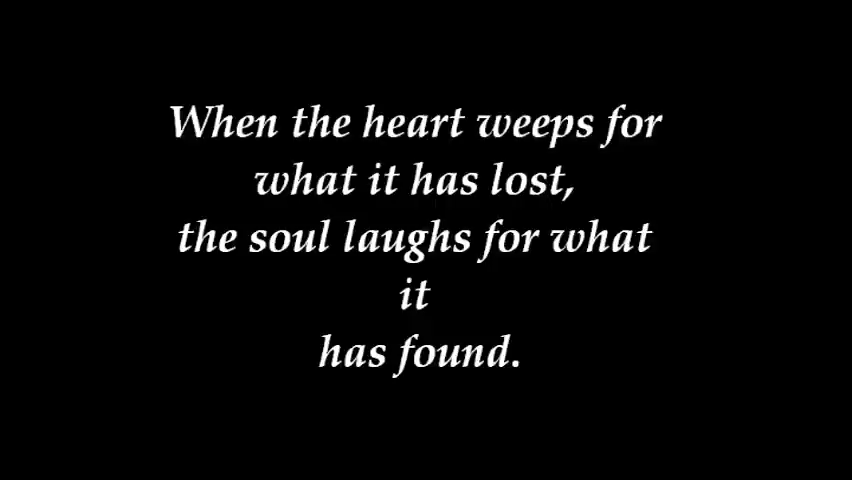 When the heart weeps for
what it has lost,
the soul laughs for what
it
has found.